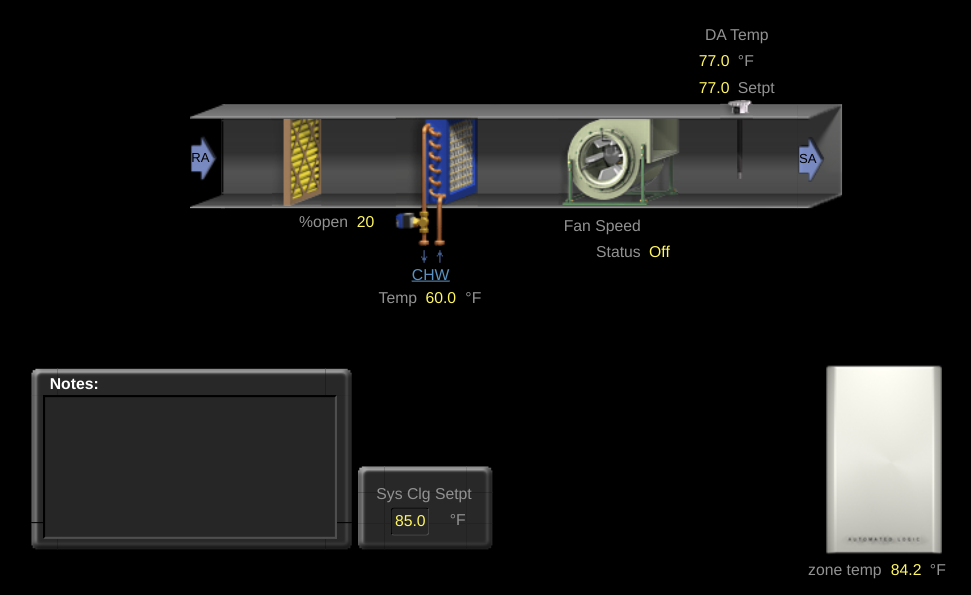 DA Temp
77.0 °F
77.0 Setpt
RA
SA
%open 20
Fan Speed
Status Off
CHW
Temp 60.0 °F
Notes:
Sys Clg Setpt
85.0 °F
AUTOMATED LOGIC
zone temp 84.2 °F